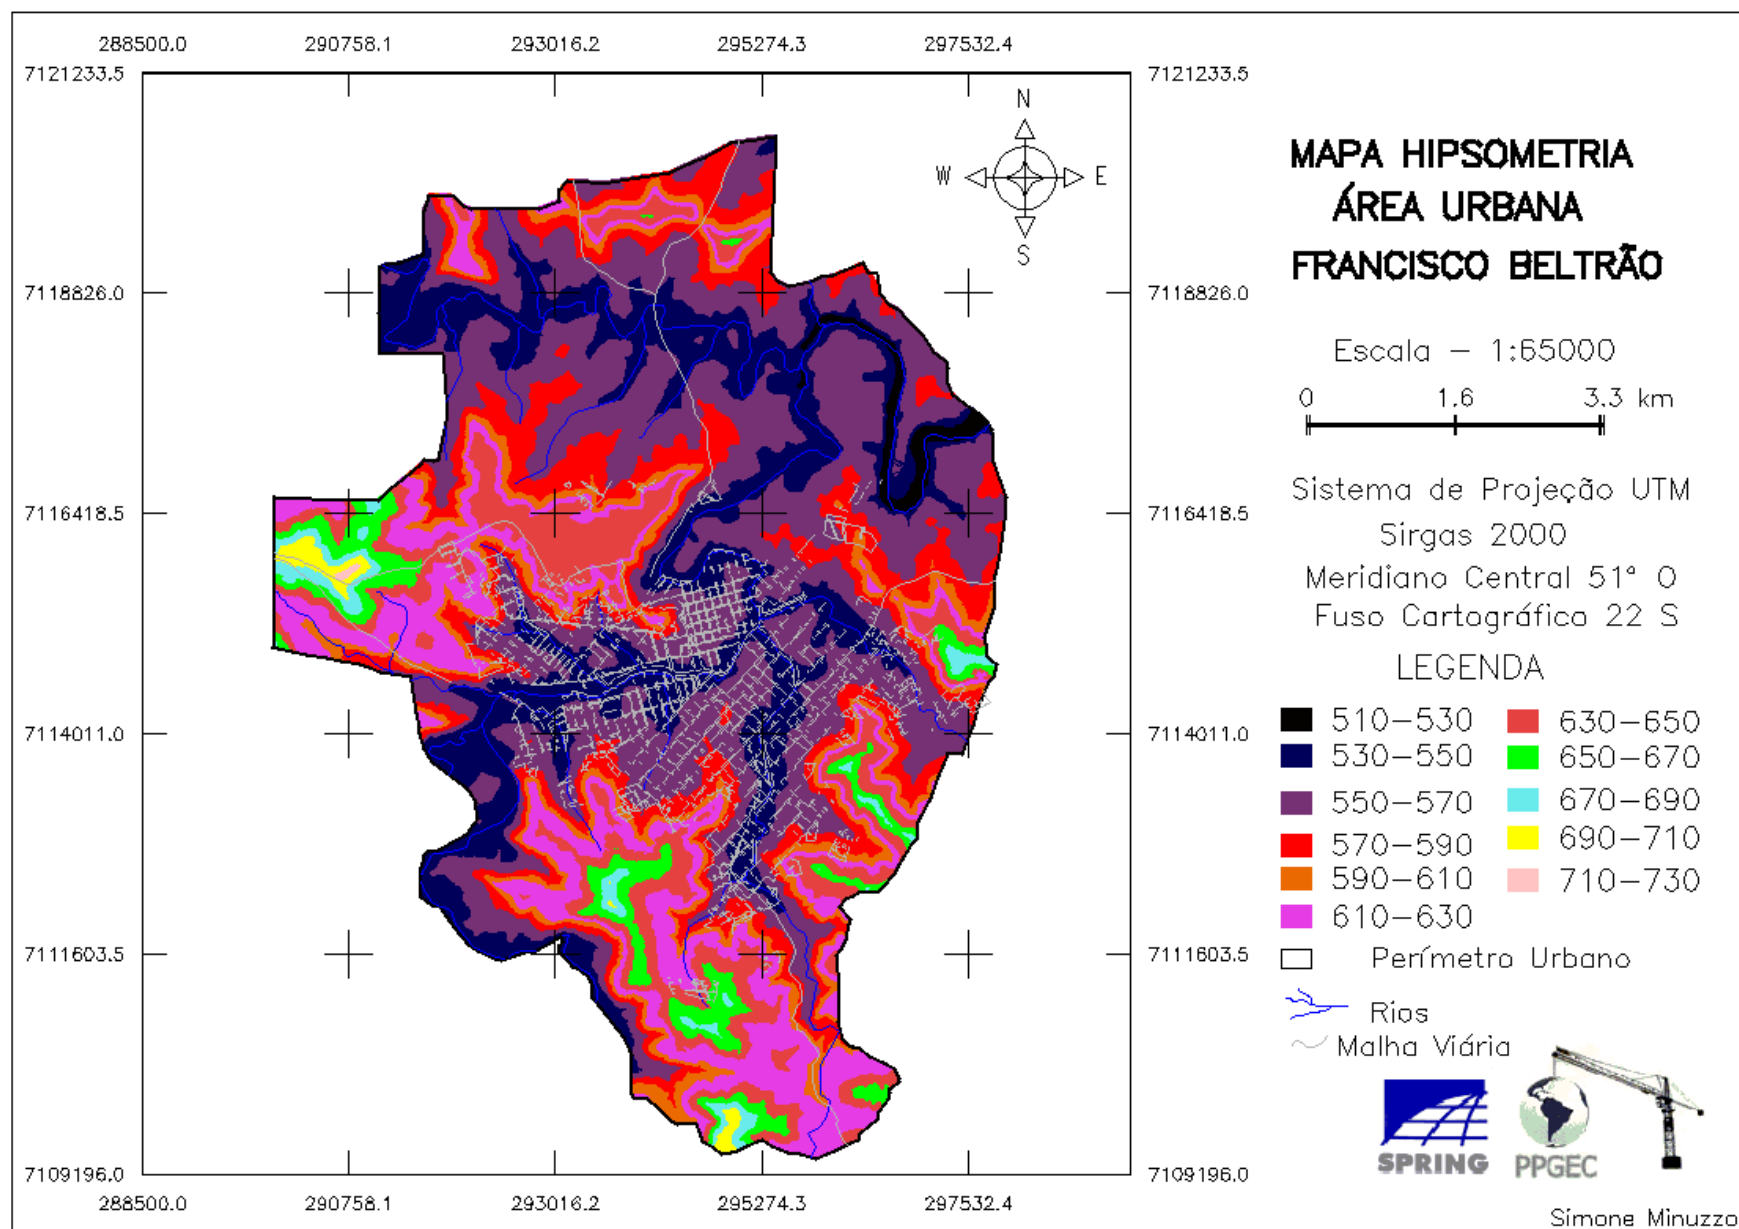 288500.0 290758.1 293016.2 295274.3 297532.4
7121233.5 7121233.5
N
W E
S
7118826.0 7118826.0
7116418.5 7116418.5
7114011.0 7114011.0
7111603.5 7111603.5
7109196.0 7109196.0
288500.0 290758.1 293016.2 295274.3 297532.4
MAPA HIPSOMETRIA
ÁREA URBANA
FRANCISCO BELTRÃO
Escala - 1:65000
0 1.6 3.3 km
Sistema de Projeção UTM
Sirgas 2000
Meridiano Central 51° O
Fuso Cartográfico 22 S
LEGENDA
510-530 630-650
530-550 650-670
550-570 670-690
570-590 690-710
590-610 710-730
610-630
Perímetro Urbano
Rios
Malha Viária
SPRING PPGEC
Simone Minuzzo